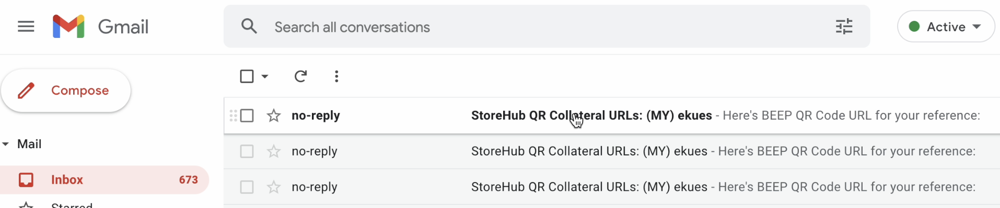 Gmail
Search all conversations
Active
Compose
no-reply StoreHub QR Collateral URLs: (MY) ekues - Here's BEEP QR Code URL for your reference:
Mail
no-reply StoreHub QR Collateral URLs: (MY) ekues - Here's BEEP QR Code URL for your reference:
Inbox 673
no-reply StoreHub QR Collateral URLs: (MY) ekues - Here's BEEP QR Code URL for your reference:
Starred